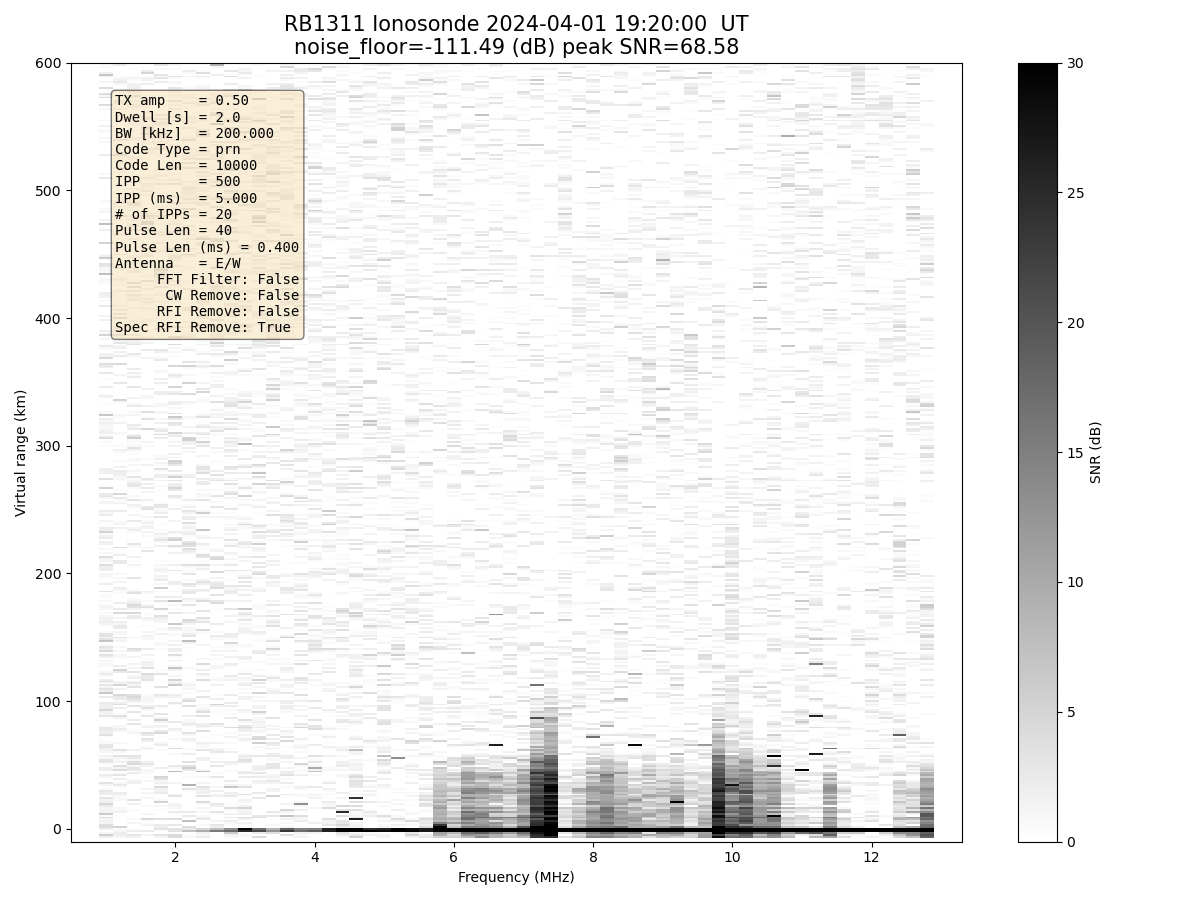 RB1311 Ionosonde 2024-04-01 19:20:00  UT
noise_floor=-111.49 (dB) peak SNR=68.58
TX amp    = 0.50
Dwell [s] = 2.0
BW [kHz]  = 200.000
Code Type = prn
Code Len  = 10000
IPP       = 500
IPP (ms)  = 5.000
# of IPPs = 20
Pulse Len = 40
Pulse Len (ms) = 0.400
Antenna   = E/W
FFT Filter: False
CW Remove: False
RFI Remove: False
Spec RFI Remove: True
600
500
400
300
200
100
0
Virtual range (km)
2 4 6 8 10 12
Frequency (MHz)
30
25
20
15
10
5
0
SNR (dB)